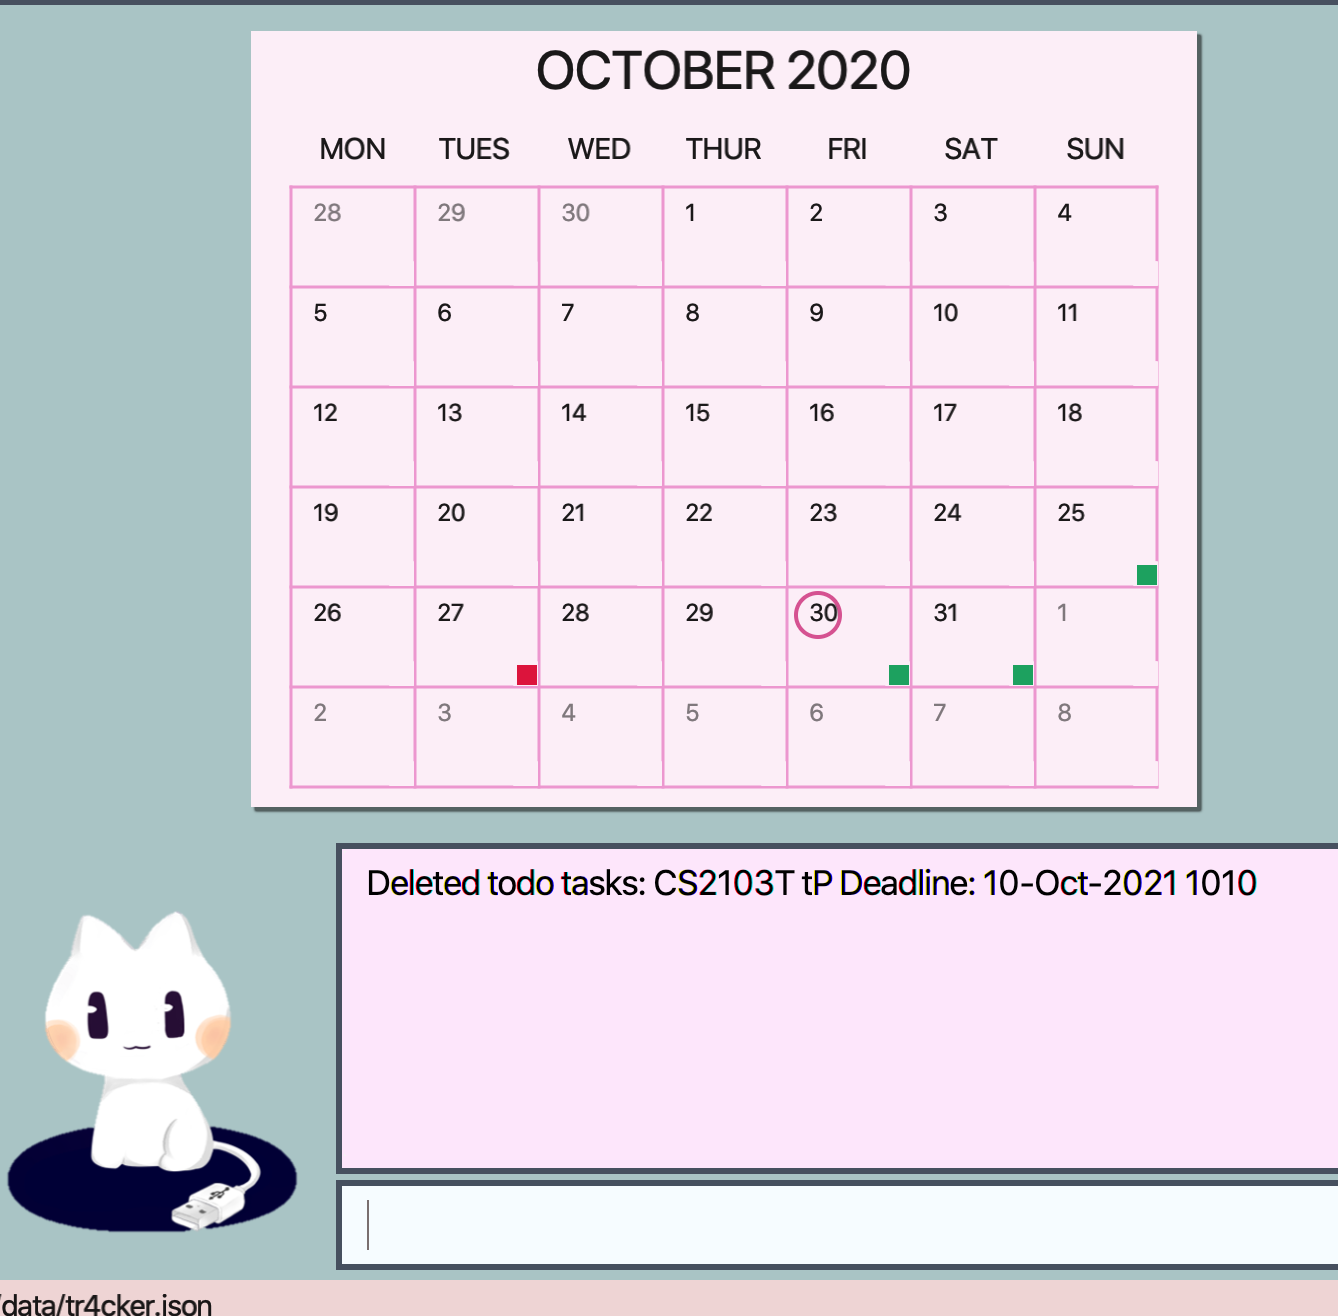 OCTOBER 2020
MON TUES WED THUR FRI SAT SUN
28 29 30 1 2 3 4
5 6 7 8 9 10 11
12 13 14 15 16 17 18
19 20 21 22 23 24 25
26 27 28 29 30 31 1
2 3 4 5 6 7 8
Deleted todo tasks: CS2103T tP Deadline: 10-Oct-2021 1010
/data/tr4cker.json